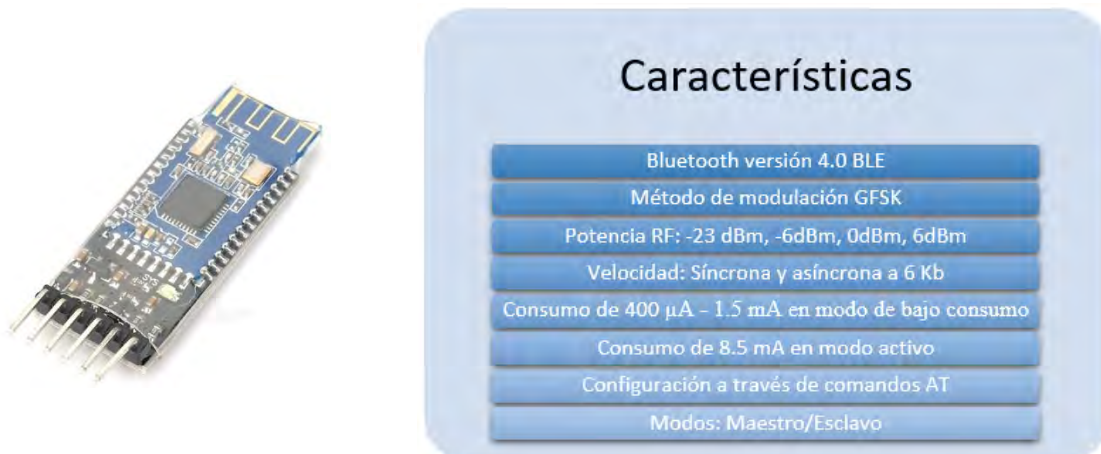 Características
Bluetooth versión 4.0 BLE
Método de modulación GFSK
Potencia RF: -23 dBm, -6dBm, 0dBm, 6dBm
Velocidad: Síncrona y asíncrona a 6 Kb
Consumo de 400 µA - 1.5 mA en modo de bajo consumo
Consumo de 8.5 mA en modo activo
Configuración a través de comandos AT
Modos: Maestro/Esclavo